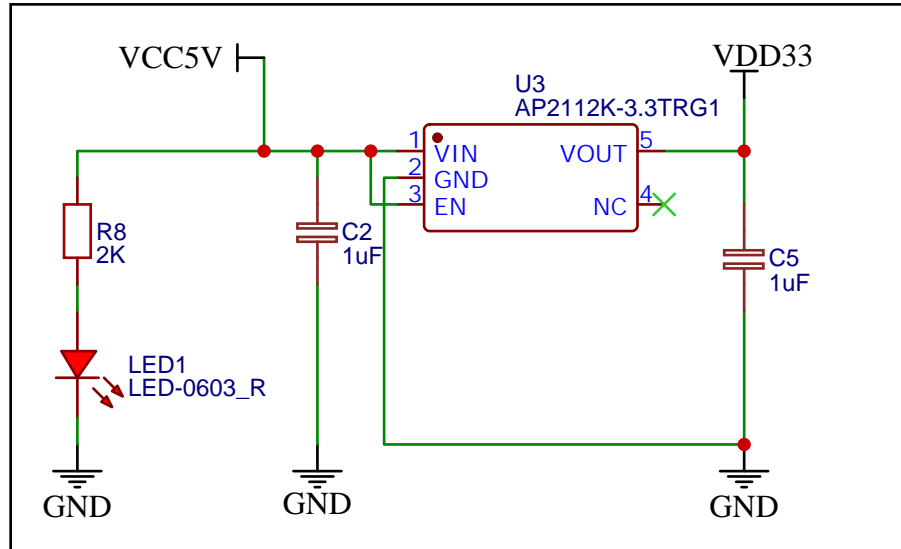 VCC5V
VDD33
U3
AP2112K-3.3TRG1
1
VIN
VOUT
5
2
GND
3
EN
NC
4
R8
2K
C2
1uF
C5
1uF
LED1
LED-0603_R
GND
GND
GND